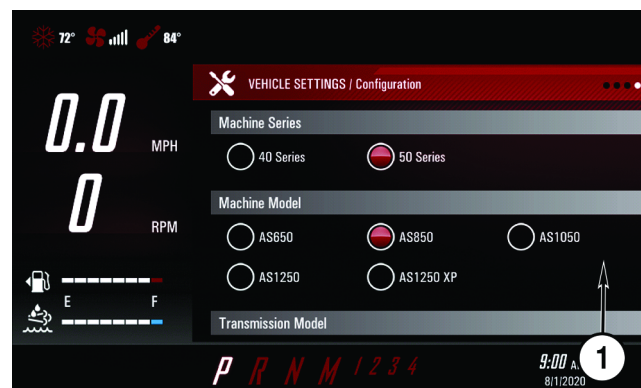 72° 84°
VEHICLE SETTINGS / Configuration
0.0 MPH
0 RPM
E F
Machine Series
40 Series 50 Series
Machine Model
AS650 AS850 AS1050
AS1250 AS1250 XP
Transmission Model
P R N M 1 2 3 4
9:00
8/1/2020
1